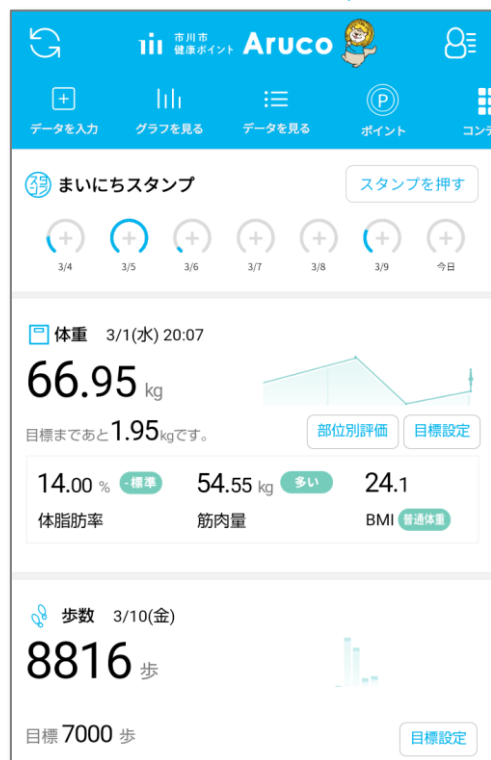 市川市
健康ポイント Aruco
データを入力 グラフを見る データを見る ポイント コンテ
まいにちスタンプ スタンプを押す
3/4 3/5 3/6 3/7 3/8 3/9 今日
体重 3/1(水) 20:07
66.95 kg
目標まであと1.95kgです。 部位別評価 目標設定
14.00 % -標準 54.55 kg 多い 24.1
体脂肪率 筋肉量 BMI 普通体重
歩数 3/10(金)
8816 歩
目標 7000 歩 目標設定